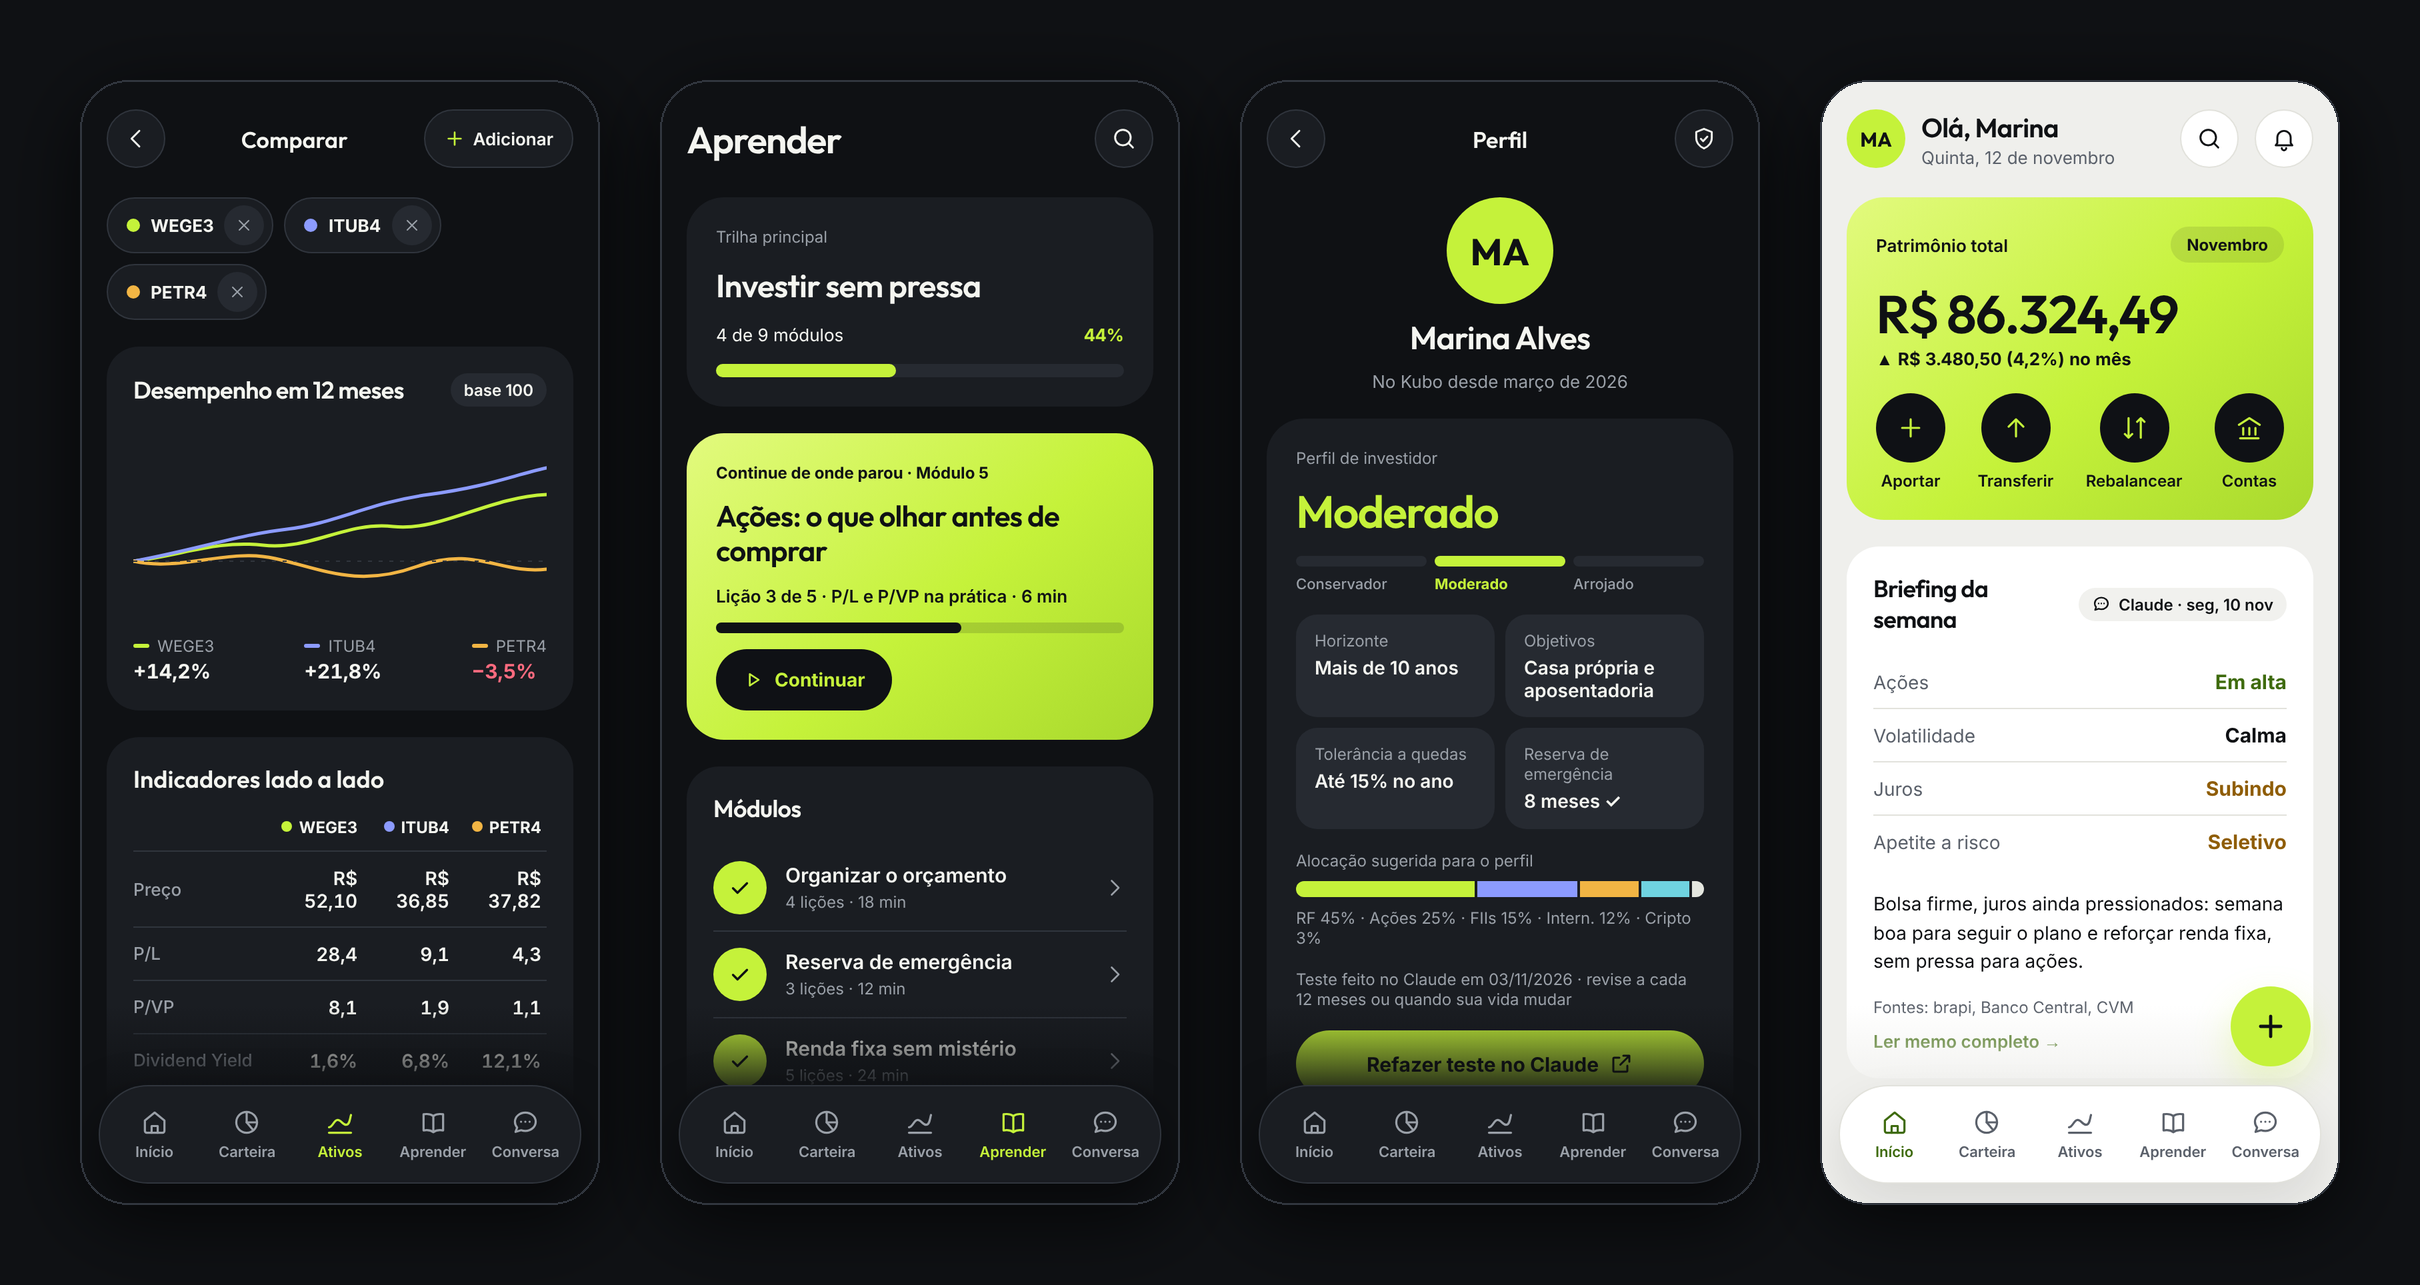 Comparar
Adicionar
WEGE3
ITUB4
PETR4
Desempenho em 12 meses
base 100
WEGE3
ITUB4
PETR4
+14,2%
+21,8%
−3,5%
Indicadores lado a lado
WEGE3
ITUB4
PETR4
Preço
R$ 52,10
R$ 36,85
R$ 37,82
P/L
28,4
9,1
4,3
P/VP
8,1
1,9
1,1
Dividend Yield
1,6%
6,8%
12,1%
Início
Carteira
Ativos
Aprender
Conversa
Aprender
Trilha principal
Investir sem pressa
4 de 9 módulos
44%
Continue de onde parou · Módulo 5
Ações: o que olhar antes de
comprar
Lição 3 de 5 · P/L e P/VP na prática · 6 min
Continuar
Módulos
Organizar o orçamento
4 lições · 18 min
Reserva de emergência
3 lições · 12 min
Renda fixa sem mistério
5 lições · 24 min
Início
Carteira
Ativos
Aprender
Conversa
Perfil
MA
Marina Alves
No Kubo desde março de 2026
Perfil de investidor
Moderado
Conservador
Moderado
Arrojado
Horizonte
Mais de 10 anos
Objetivos
Casa própria e
aposentadoria
Tolerância a quedas
Até 15% no ano
Reserva de
emergência
8 meses ✓
Alocação sugerida para o perfil
RF 45% · Ações 25% · FIIs 15% · Intern. 12% · Cripto
3%
Teste feito no Claude em 03/11/2026 · revise a cada
12 meses ou quando sua vida mudar
Refazer teste no Claude
Início
Carteira
Ativos
Aprender
Conversa
MA
Olá, Marina
Quinta, 12 de novembro
Patrimônio total
Novembro
R$ 86.324,49
▲ R$ 3.480,50 (4,2%) no mês
Aportar
Transferir
Rebalancear
Contas
Briefing da
semana
Claude · seg, 10 nov
Ações
Em alta
Volatilidade
Calma
Juros
Subindo
Apetite a risco
Seletivo
Bolsa firme, juros ainda pressionados: semana
boa para seguir o plano e reforçar renda fixa,
sem pressa para ações.
Fontes: brapi, Banco Central, CVM
Ler memo completo →
Início
Carteira
Ativos
Aprender
Conversa